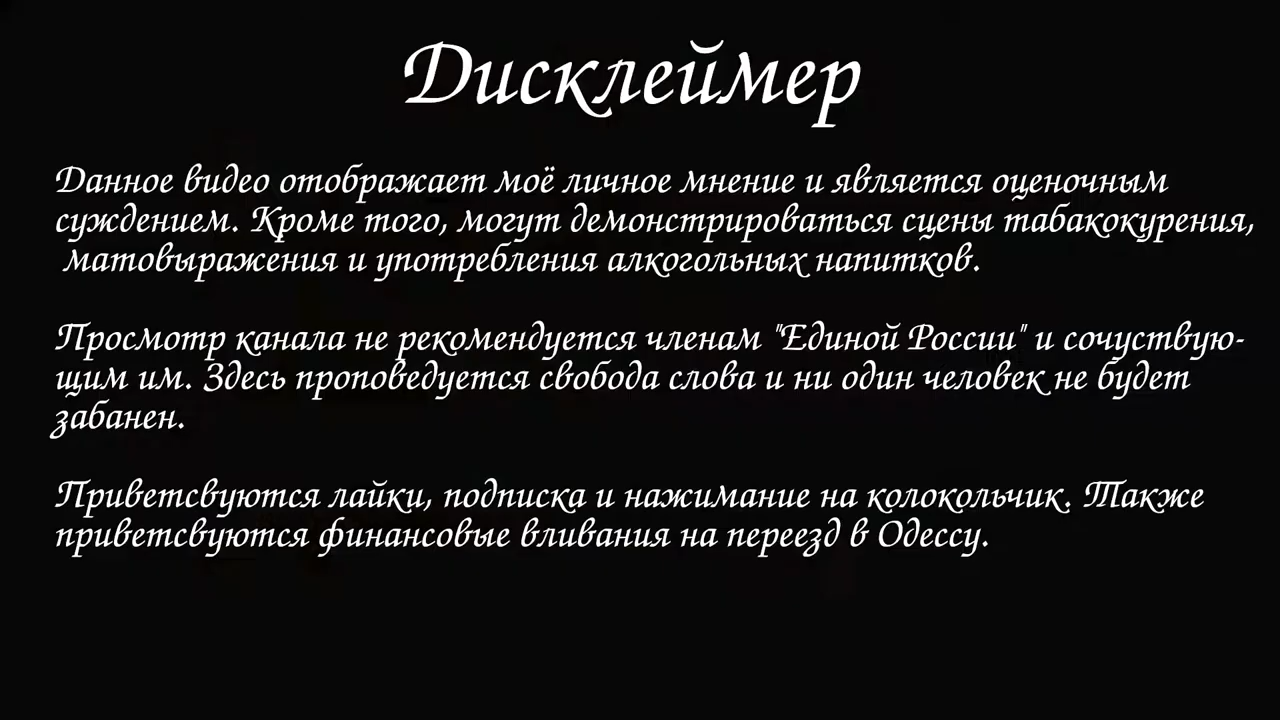 Дисклеймер
Данное видео отображает моё личное мнение и является оценочным
суждением. Кроме того, могут демонстрироваться сцены табакокурения,
матовыражения и употребления алкогольных напитков.
Просмотр канала не рекомендуется членам "Единой России" и сочуствую-
щим им. Здесь проповедуется свобода слова и ни один человек не будет
забанен.
Приветсвуются лайки, подписка и нажимание на колокольчик. Также
приветсвуются финансовые вливания на переезд в Одессу.